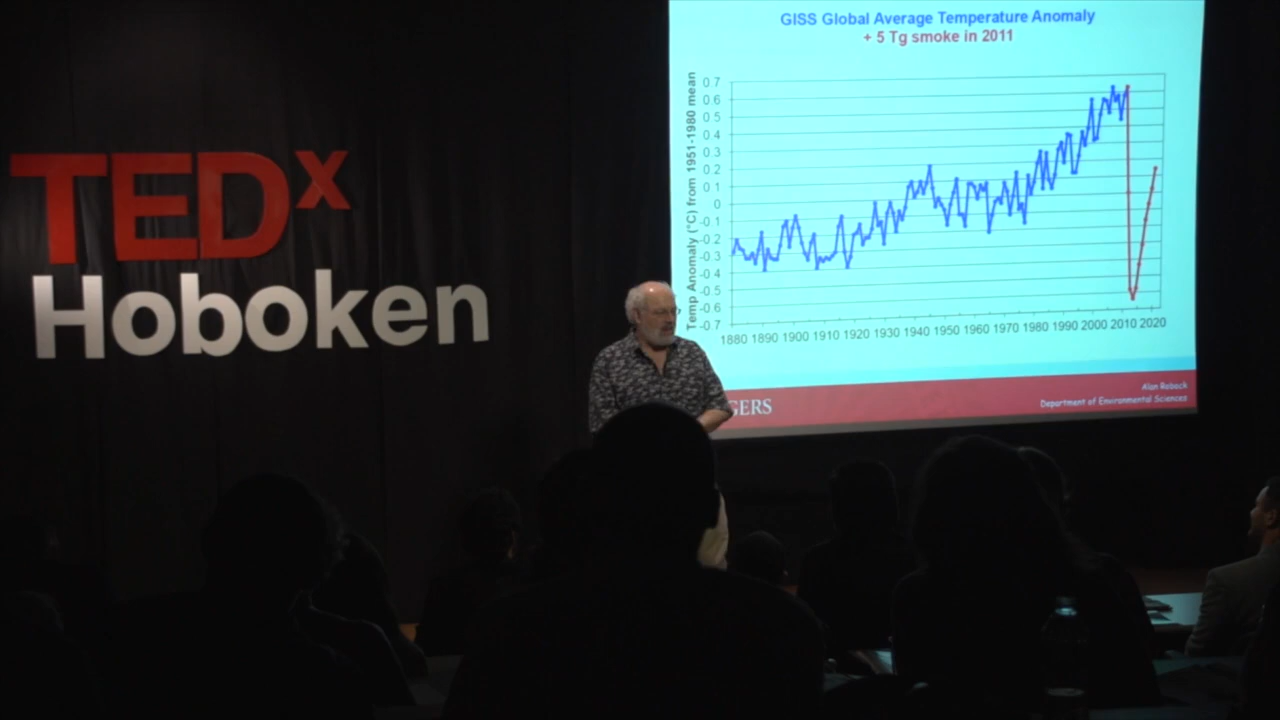 TEDx
Hoboken
GISS Global Average Temperature Anomaly
+ 5 Tg smoke in 2011
Temp Anomaly (°C) from 1951-1980 mean
0.7
0.6
0.5
0.4
0.3
0.2
0.1
0
-0.1
-0.2
-0.3
-0.4
-0.5
-0.6
-0.7
1880 1890 1900 1910 1920 1930 1940 1950 1960 1970 1980 1990 2000 2010 2020
GERS
Alan Robock
Department of Environmental Sciences